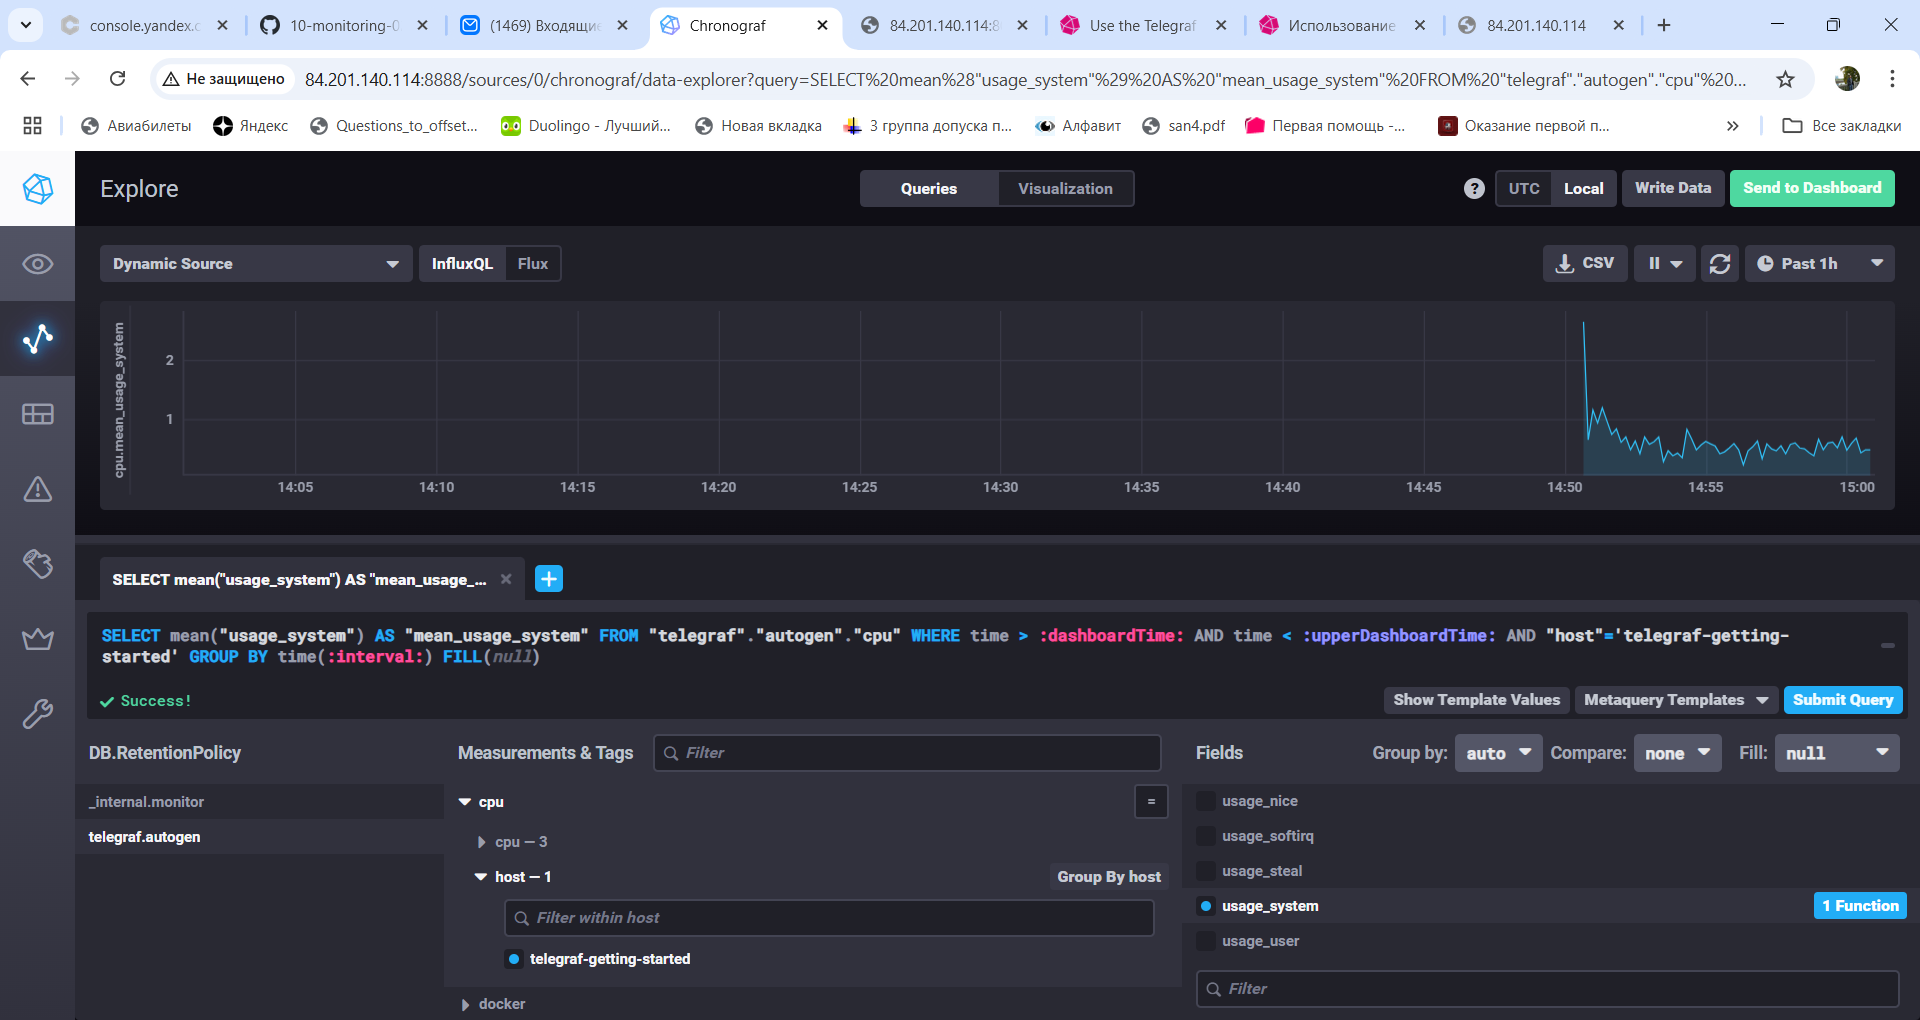 console.yandex.c
10-monitoring-0
(1469) Входящие
Chronograf
84.201.140.114:8
Use the Telegraf
Использование
84.201.140.114
Не защищено
84.201.140.114:8888/sources/0/chronograf/data-explorer?query=SELECT%20mean%28"usage_system"%29%20AS%20"mean_usage_system"%20FROM%20"telegraf"."autogen"."cpu"%20...
Авиабилеты
Яндекс
Questions_to_offset...
Duolingo - Лучший...
Новая вкладка
3 группа допуска п...
Алфавит
san4.pdf
Первая помощь -...
Оказание первой п...
»
Все закладки
Explore
Queries
Visualization
?
UTC
Local
Write Data
Send to Dashboard
Dynamic Source
InfluxQL
Flux
CSV
Past 1h
cpu.mean_usage_system
2
1
14:05
14:10
14:15
14:20
14:25
14:30
14:35
14:40
14:45
14:50
14:55
15:00
SELECT mean("usage_system") AS "mean_usage_...
SELECT mean("usage_system") AS "mean_usage_system" FROM "telegraf"."autogen"."cpu" WHERE time > :dashboardTime: AND time < :upperDashboardTime: AND "host"='telegraf-getting-
started' GROUP BY time(:interval:) FILL(null)
Success!
Show Template Values
Metaquery Templates
Submit Query
DB.RetentionPolicy
_internal.monitor
telegraf.autogen
Measurements & Tags
Filter
cpu
=
cpu — 3
host — 1
Group By host
Filter within host
telegraf-getting-started
docker
Fields
Group by:
auto
Compare:
none
Fill:
null
usage_nice
usage_softirq
usage_steal
usage_system
1 Function
usage_user
Filter